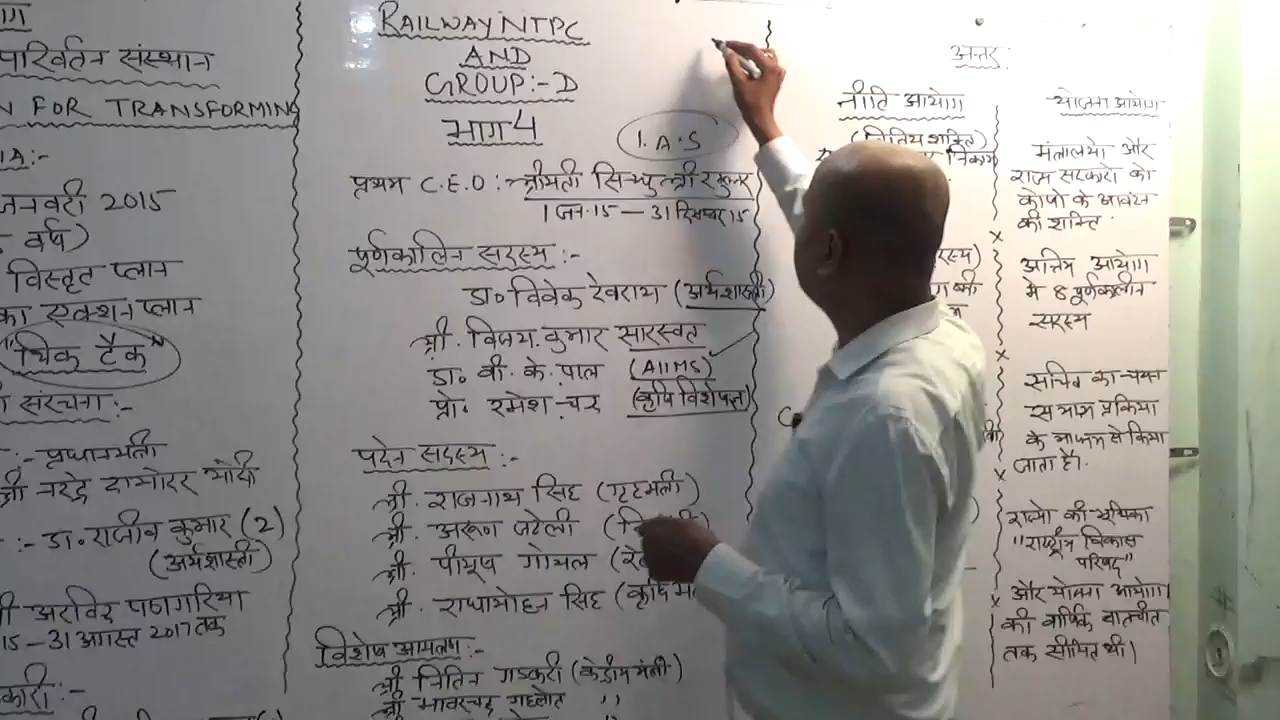 परिवर्तन संस्थान
N FOR TRANSFORMING
IA:-
जनवरी 2015
वर्ष)
विस्तृत प्लान
का एक्शन प्लान
"थिंक टैंक"
संरचना:-
:- प्रधानमंत्री
श्री नरेन्द्र दामोदर मोदी
:- डा॰ राजीव कुमार (2)
(अर्थशास्त्री)
अरविंद पनगरिया
15 – 31 अगस्त 2017 तक
कारी:-
RAILWAY NTPC
AND
GROUP:- D
भाग 4
I.A.S
प्रथम C.E.O:- श्रीमती सिन्धुश्री खुल्लर
1 जन. 15 – 31 दिसम्बर 15
पूर्णकालिन सदस्य:-
डा॰ विवेक देवराय (अर्थशास्त्री)
श्री. विजय. कुमार सारस्वत
डा॰ वी. के. पाल (AIIMS)
प्रो॰ रमेश चंद (कृषि विशेषज्ञ)
पदेन सदस्य:-
श्री. राजनाथ सिंह (गृहमंत्री)
श्री. अरूण जेटली
श्री. पीयूष गोयल
श्री. राधामोहन सिंह (कृषि
विशेष आमंत्रण:-
श्री नितिन गडकरी (केंद्रीय मंत्री)
श्री थावरचंद गहलोत ,,
अन्तर
नीति आयोग
(वित्तिय शक्ति)
योजना आयोग
मंत्रालयो और
राज्य सरकारो को
कोषो के आवंटन
की शक्ति
अंतिम आयोग
मे 8 पूर्णकालीन
सदस्य
सचिव का चयन
सामान्य प्रक्रिया
के माध्यम से किया
जाता है।
राज्यो की भूमिका
"राष्ट्रीय विकास
परिषद"
और योजना आयोग
की वार्षिक बातचीत
तक सीमित थी।